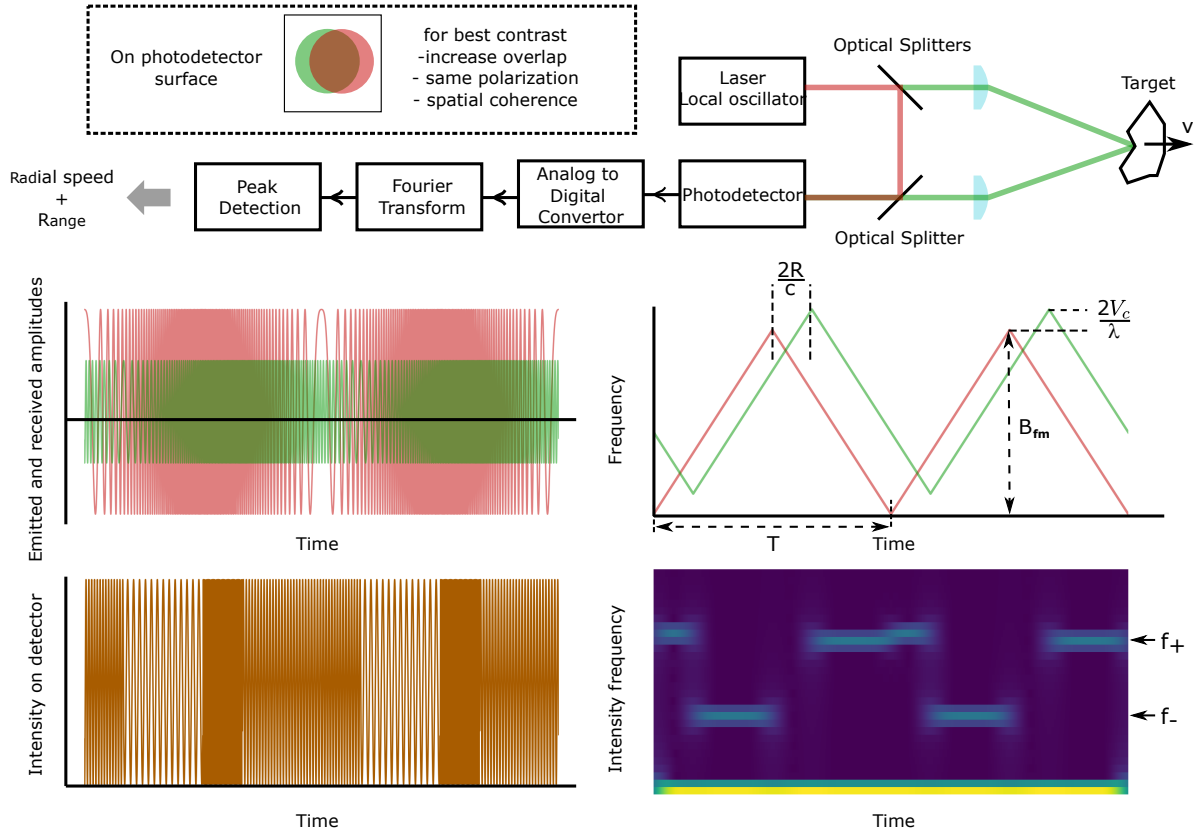 On photodetector
surface
for best contrast
-increase overlap
- same polarization
- spatial coherence
Laser
Local oscillator
Optical Splitters
Target
v
Radial speed
+
Range
Peak
Detection
Fourier
Transform
Analog to
Digital
Convertor
Photodetector
Optical Splitter
Emitted and received amplitudes
Time
Frequency
2R
c
2V_c
λ
B_fm
T
Time
Intensity on detector
Time
Intensity frequency
f_+
f_-
Time